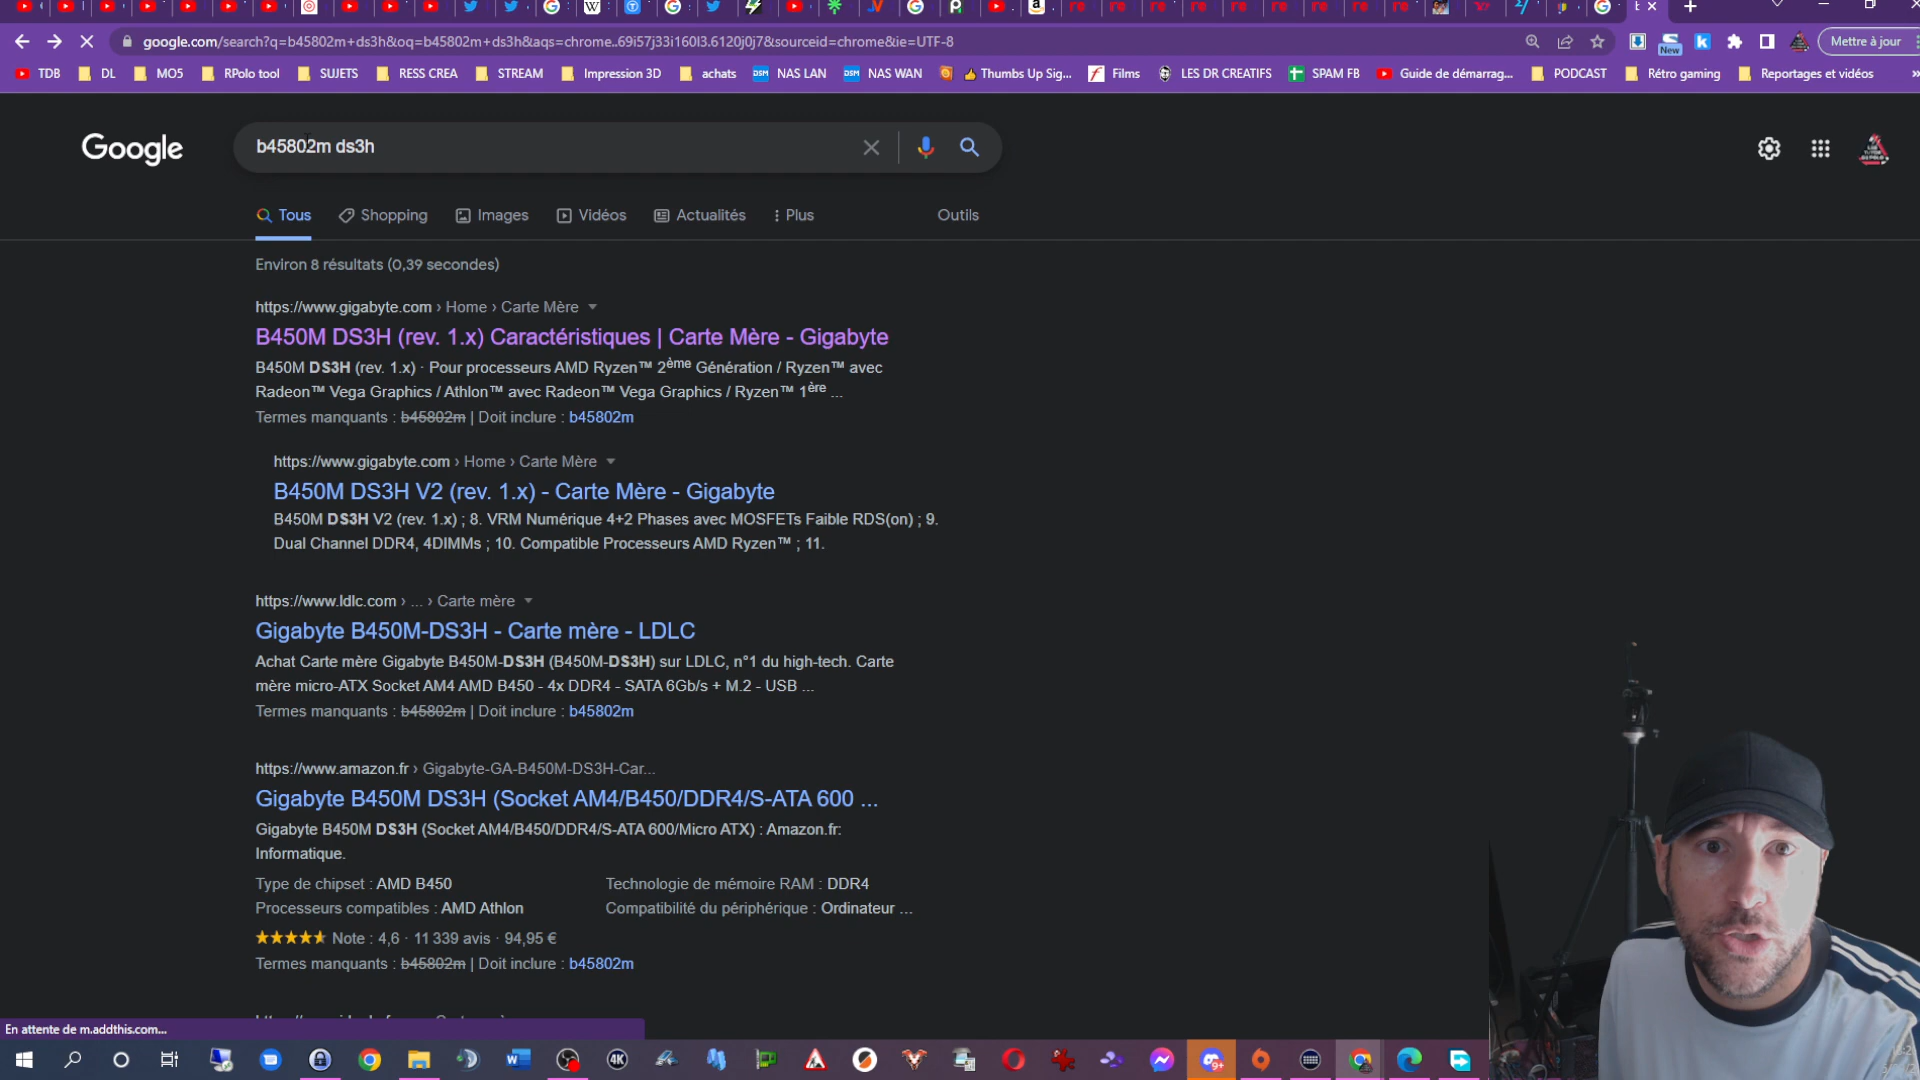 google.com/search?q=b45802m+ds3h&oq=b45802m+ds3h&aqs=chrome..69i57j33i160l3.6120j0j7&sourceid=chrome&ie=UTF-8
New
Mettre à jour
TDB
DL
MO5
RPolo tool
SUJETS
RESS CREA
STREAM
Impression 3D
achats
NAS LAN
NAS WAN
Thumbs Up Sig...
Films
LES DR CREATIFS
SPAM FB
Guide de démarrag...
PODCAST
Rétro gaming
Reportages et vidéos
Google
b45802m ds3h
Tous
Shopping
Images
Vidéos
Actualités
Plus
Outils
Environ 8 résultats (0,39 secondes)
https://www.gigabyte.com › Home › Carte Mère
B450M DS3H (rev. 1.x) Caractéristiques | Carte Mère - Gigabyte
B450M DS3H (rev. 1.x) · Pour processeurs AMD Ryzen™ 2ème Génération / Ryzen™ avec
Radeon™ Vega Graphics / Athlon™ avec Radeon™ Vega Graphics / Ryzen™ 1ère ...
Termes manquants : b45802m | Doit inclure : b45802m
https://www.gigabyte.com › Home › Carte Mère
B450M DS3H V2 (rev. 1.x) - Carte Mère - Gigabyte
B450M DS3H V2 (rev. 1.x) ; 8. VRM Numérique 4+2 Phases avec MOSFETs Faible RDS(on) ; 9.
Dual Channel DDR4, 4DIMMs ; 10. Compatible Processeurs AMD Ryzen™ ; 11.
https://www.ldlc.com › ... › Carte mère
Gigabyte B450M-DS3H - Carte mère - LDLC
Achat Carte mère Gigabyte B450M-DS3H (B450M-DS3H) sur LDLC, n°1 du high-tech. Carte
mère micro-ATX Socket AM4 AMD B450 - 4x DDR4 - SATA 6Gb/s + M.2 - USB ...
Termes manquants : b45802m | Doit inclure : b45802m
https://www.amazon.fr › Gigabyte-GA-B450M-DS3H-Car...
Gigabyte B450M DS3H (Socket AM4/B450/DDR4/S-ATA 600 ...
Gigabyte B450M DS3H (Socket AM4/B450/DDR4/S-ATA 600/Micro ATX) : Amazon.fr:
Informatique.
Type de chipset : AMD B450
Technologie de mémoire RAM : DDR4
Processeurs compatibles : AMD Athlon
Compatibilité du périphérique : Ordinateur ...
Note : 4,6 · 11 339 avis · 94,95 €
Termes manquants : b45802m | Doit inclure : b45802m
En attente de m.addthis.com...